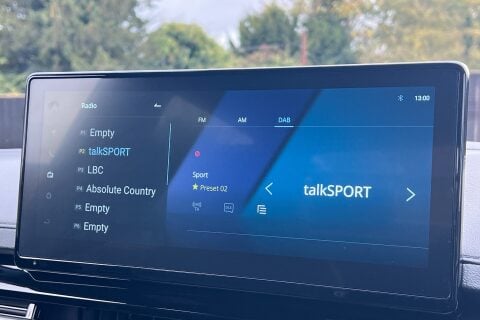 Radio
FM AM DAB
13:00
P1 Empty
P2 talkSPORT
P3 LBC
P4 Absolute Country
P5 Empty
P6 Empty
Sport
Preset 02
talkSPORT